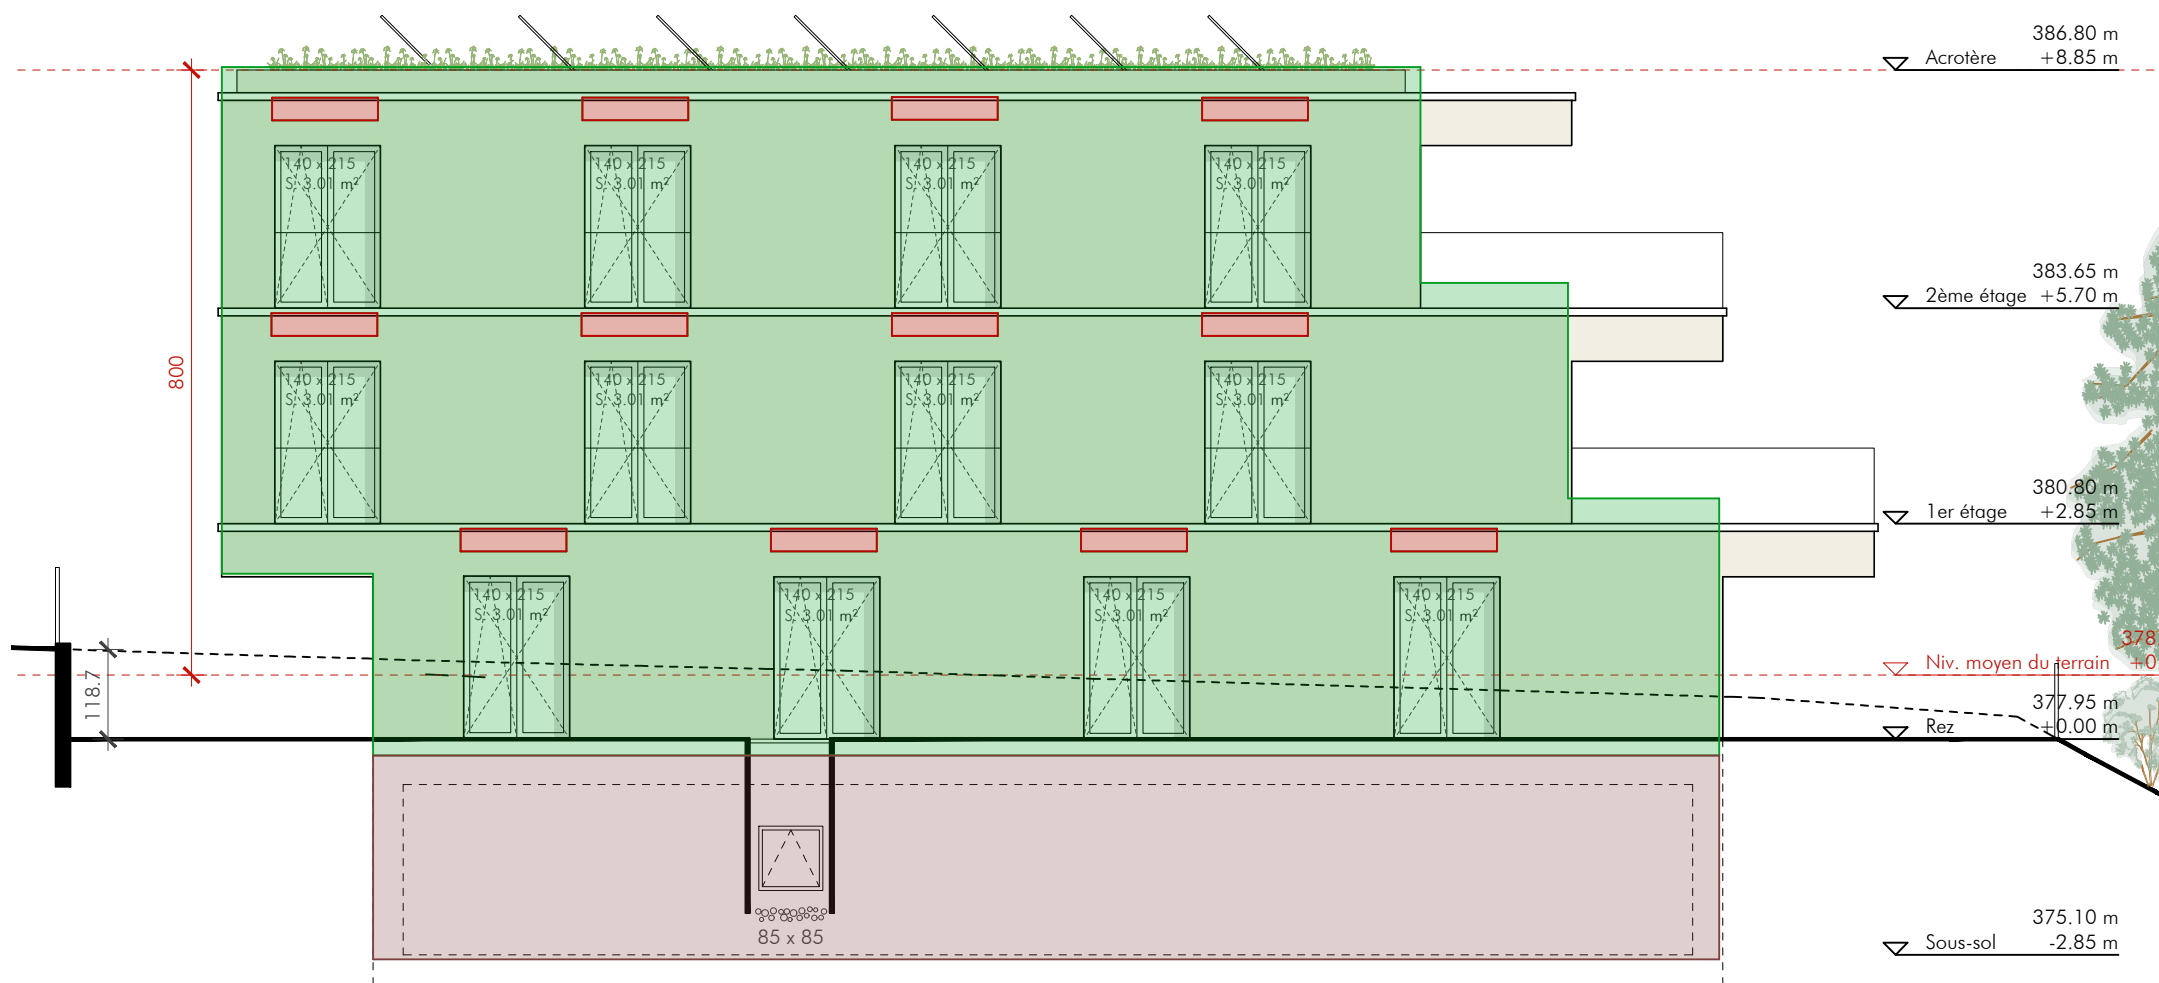 386.80 m
Acrotère +8.85 m
140 x 215 140 x 215 140 x 215 140 x 215
S: 3.01 m² S: 3.01 m² S: 3.01 m² S: 3.01 m²
383.65 m
2ème étage +5.70 m
800
140 x 215 140 x 215 140 x 215 140 x 215
S: 3.01 m² S: 3.01 m² S: 3.01 m² S: 3.01 m²
380.80 m
1er étage +2.85 m
140 x 215 140 x 215 140 x 215 140 x 215
S: 3.01 m² S: 3.01 m² S: 3.01 m² S: 3.01 m²
378
Niv. moyen du terrain +0
118.7
377.95 m
Rez +0.00 m
85 x 85
375.10 m
Sous-sol -2.85 m